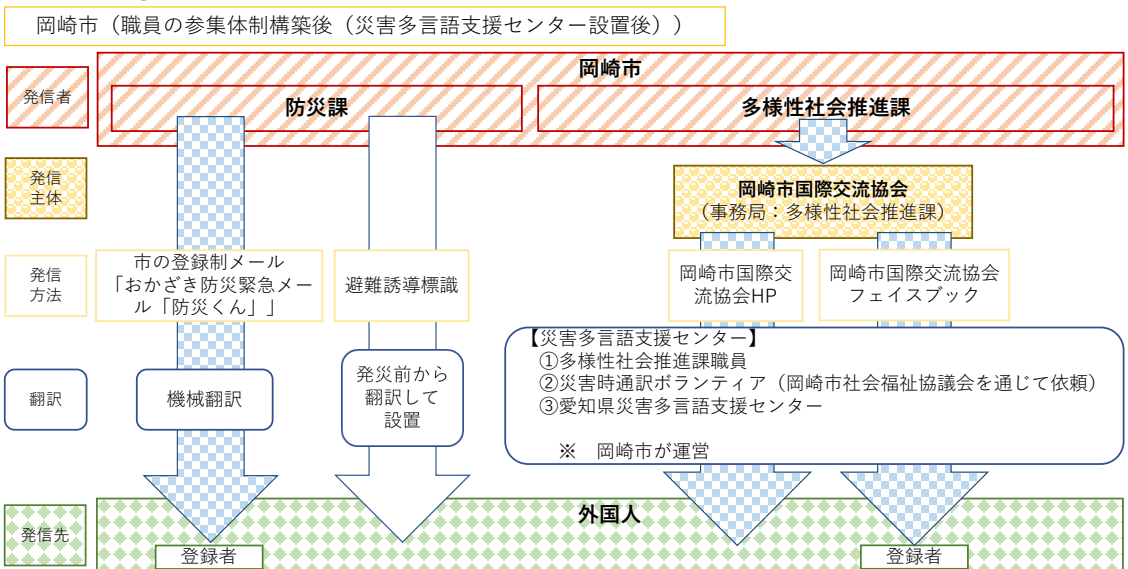 岡崎市（職員の参集体制構築後（災害多言語支援センター設置後））
発信者
岡崎市
防災課
多様性社会推進課
発信
主体
岡崎市国際交流協会
（事務局：多様性社会推進課）
発信
方法
市の登録制メール
「おかざき防災緊急メー
ル「防災くん」」
避難誘導標識
岡崎市国際交
流協会HP
岡崎市国際交流協会
フェイスブック
翻訳
機械翻訳
発災前から
翻訳して
設置
【災害多言語支援センター】
①多様性社会推進課職員
②災害時通訳ボランティア（岡崎市社会福祉協議会を通じて依頼）
③愛知県災害多言語支援センター
※　岡崎市が運営
発信先
外国人
登録者
登録者